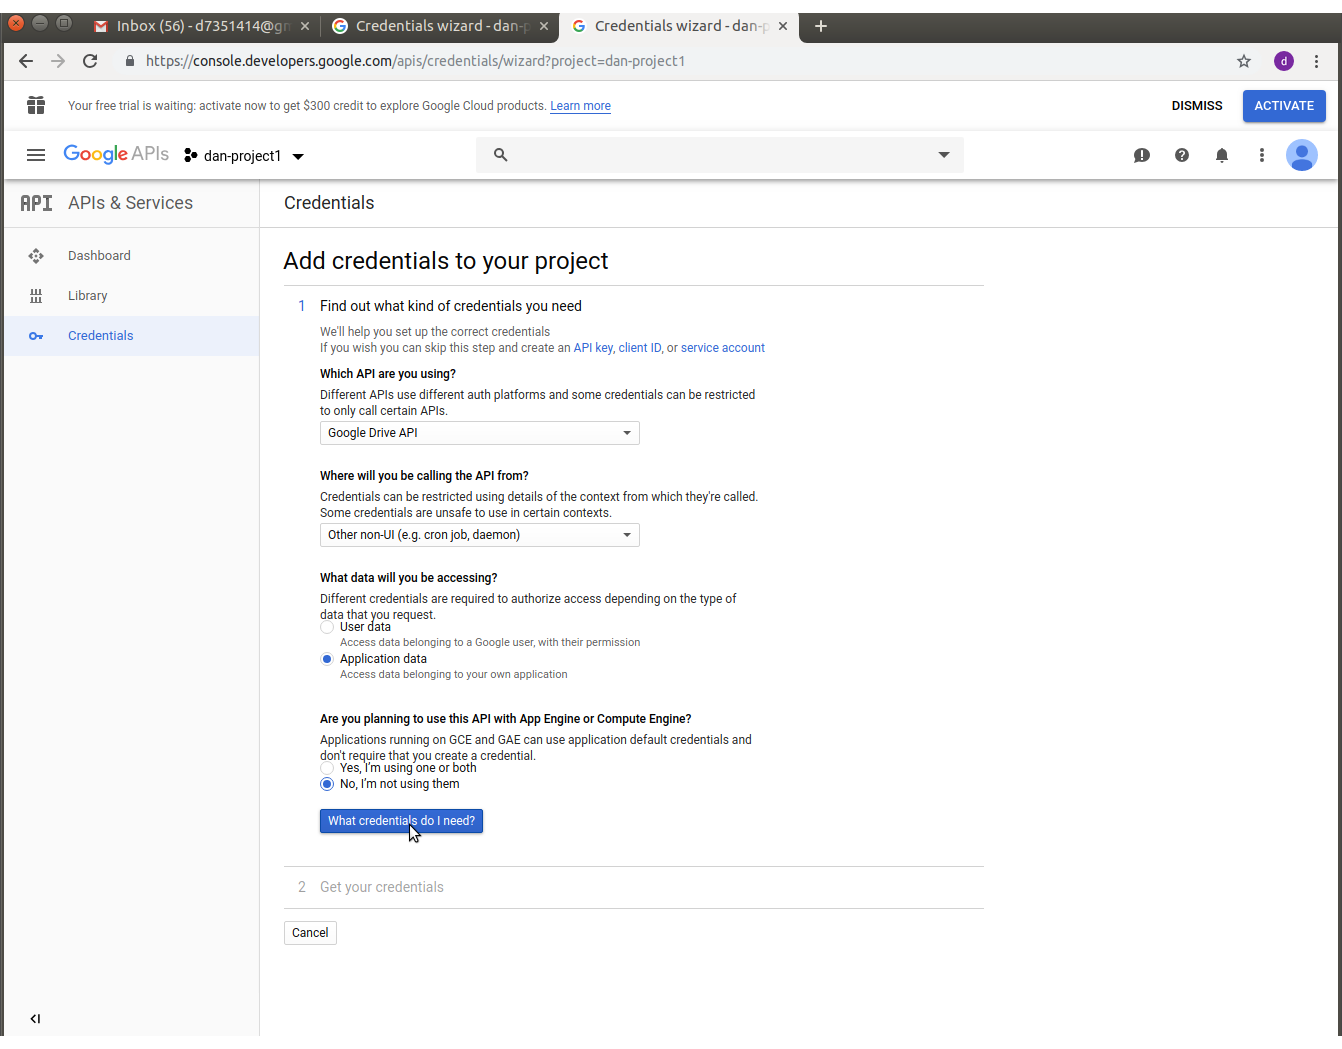 Inbox (56) - d7351414@gm
Credentials wizard - dan-p
Credentials wizard - dan-p
https://console.developers.google.com/apis/credentials/wizard?project=dan-project1
d
Your free trial is waiting: activate now to get $300 credit to explore Google Cloud products. Learn more
DISMISS
ACTIVATE
Google APIs
dan-project1
API APIs & Services
Credentials
Dashboard
Library
Credentials
Add credentials to your project
1 Find out what kind of credentials you need
We'll help you set up the correct credentials
If you wish you can skip this step and create an API key, client ID, or service account
Which API are you using?
Different APIs use different auth platforms and some credentials can be restricted
to only call certain APIs.
Google Drive API
Where will you be calling the API from?
Credentials can be restricted using details of the context from which they're called.
Some credentials are unsafe to use in certain contexts.
Other non-UI (e.g. cron job, daemon)
What data will you be accessing?
Different credentials are required to authorize access depending on the type of
data that you request.
User data
Access data belonging to a Google user, with their permission
Application data
Access data belonging to your own application
Are you planning to use this API with App Engine or Compute Engine?
Applications running on GCE and GAE can use application default credentials and
don't require that you create a credential.
Yes, I'm using one or both
No, I'm not using them
What credentials do I need?
2 Get your credentials
Cancel